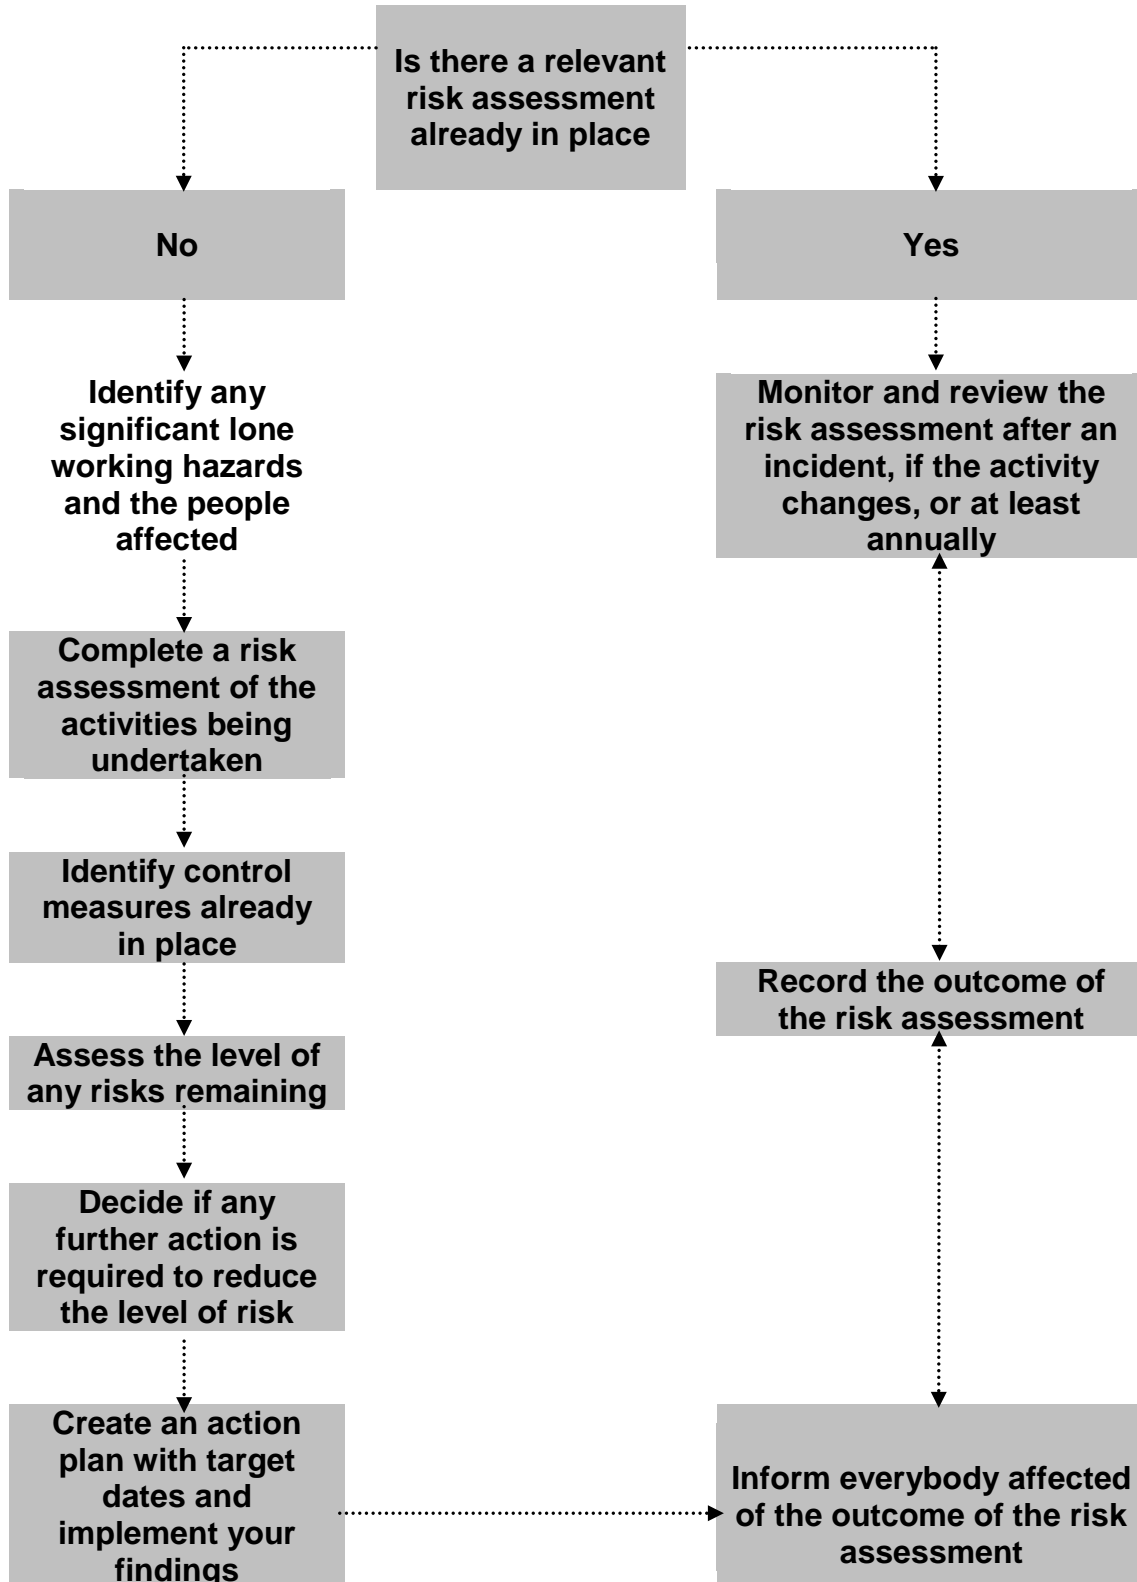 Is there a relevant
risk assessment
already in place
No
Yes
Identify any
significant lone
working hazards
and the people
affected
Monitor and review the
risk assessment after an
incident, if the activity
changes, or at least
annually
Complete a risk
assessment of the
activities being
undertaken
Identify control
measures already
in place
Record the outcome of
the risk assessment
Assess the level of
any risks remaining
Decide if any
further action is
required to reduce
the level of risk
Create an action
plan with target
dates and
implement your
findings
Inform everybody affected
of the outcome of the risk
assessment